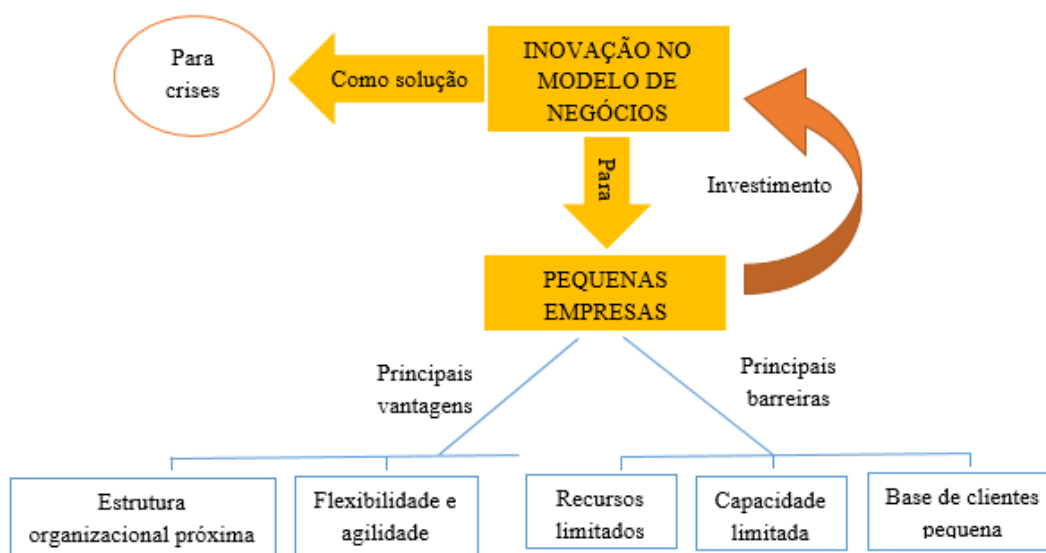 Para
crises
Como solução
INOVAÇÃO NO
MODELO DE
NEGÓCIOS
Para
Investimento
PEQUENAS
EMPRESAS
Principais
vantagens
Principais
barreiras
Estrutura
organizacional próxima
Flexibilidade e
agilidade
Recursos
limitados
Capacidade
limitada
Base de clientes
pequena